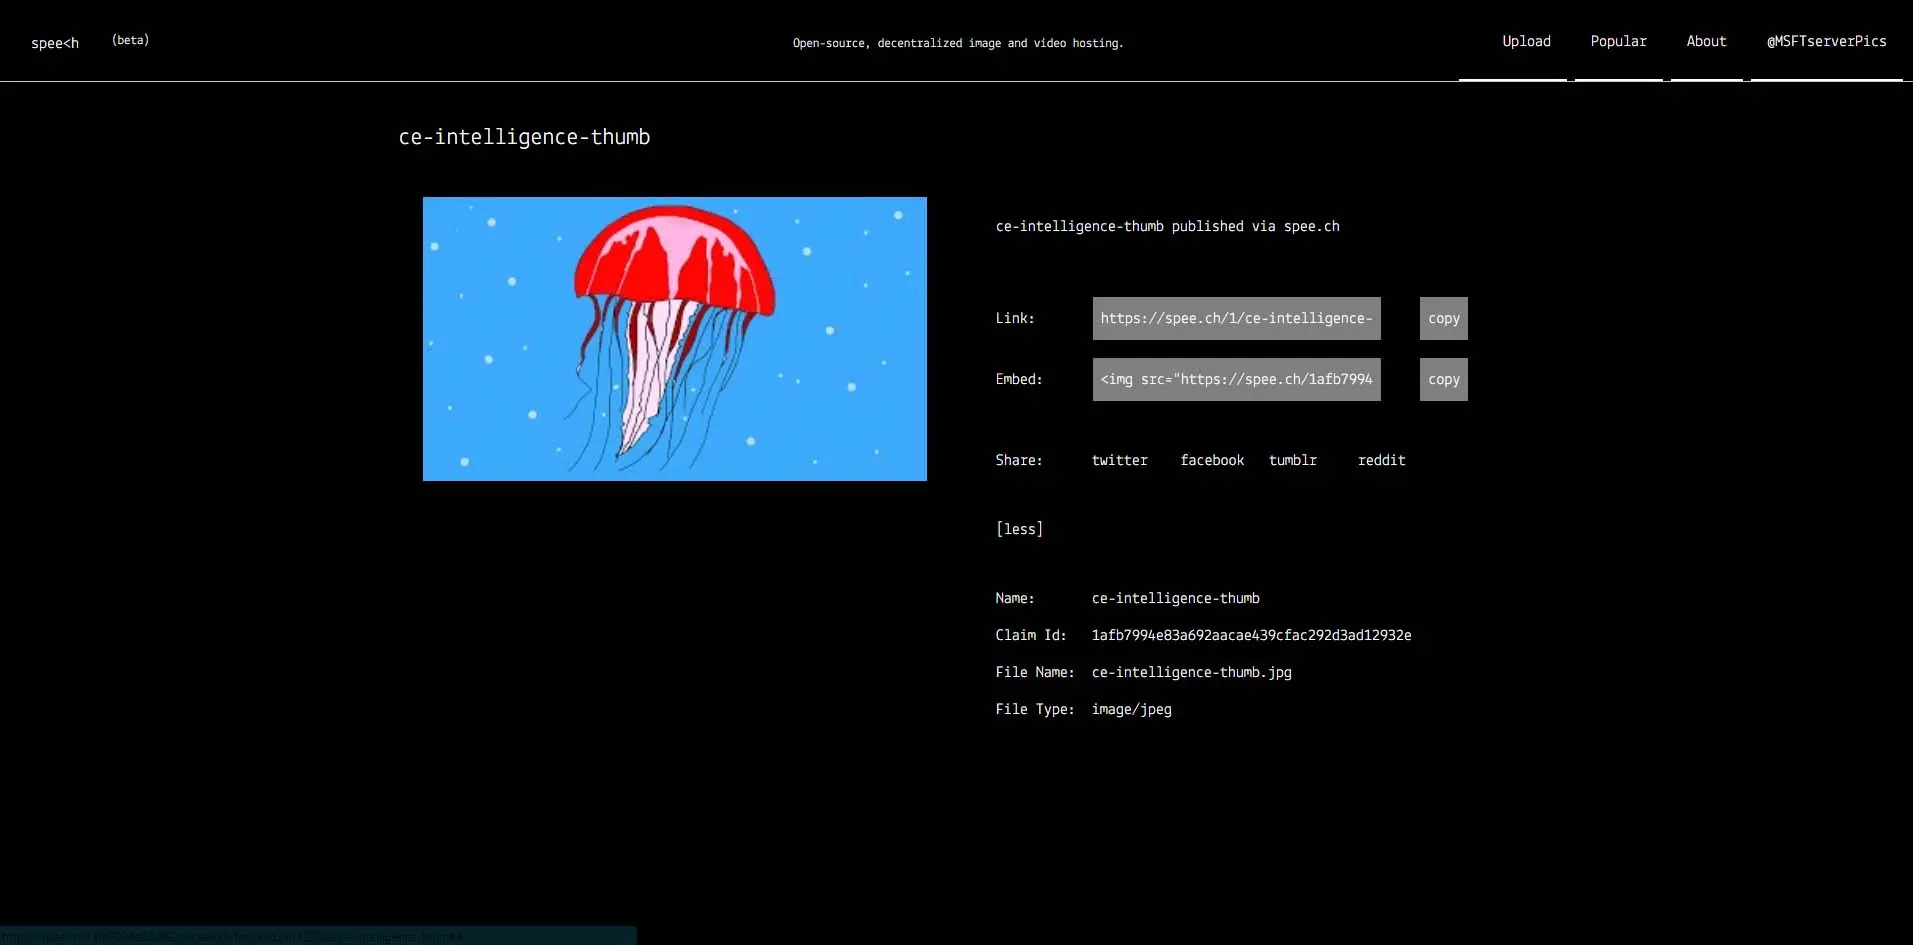 spee<h (beta) Open-source, decentralized image and video hosting. Upload Popular About @MSFTserverPics
ce-intelligence-thumb
ce-intelligence-thumb published via spee.ch
Link: https://spee.ch/1/ce-intelligence- copy
Embed: <img src="https://spee.ch/1afb7994 copy
Share: twitter facebook tumblr reddit
[less]
Name: ce-intelligence-thumb
Claim Id: 1afb7994e83a692aacae439cfac292d3ad12932e
File Name: ce-intelligence-thumb.jpg
File Type: image/jpeg